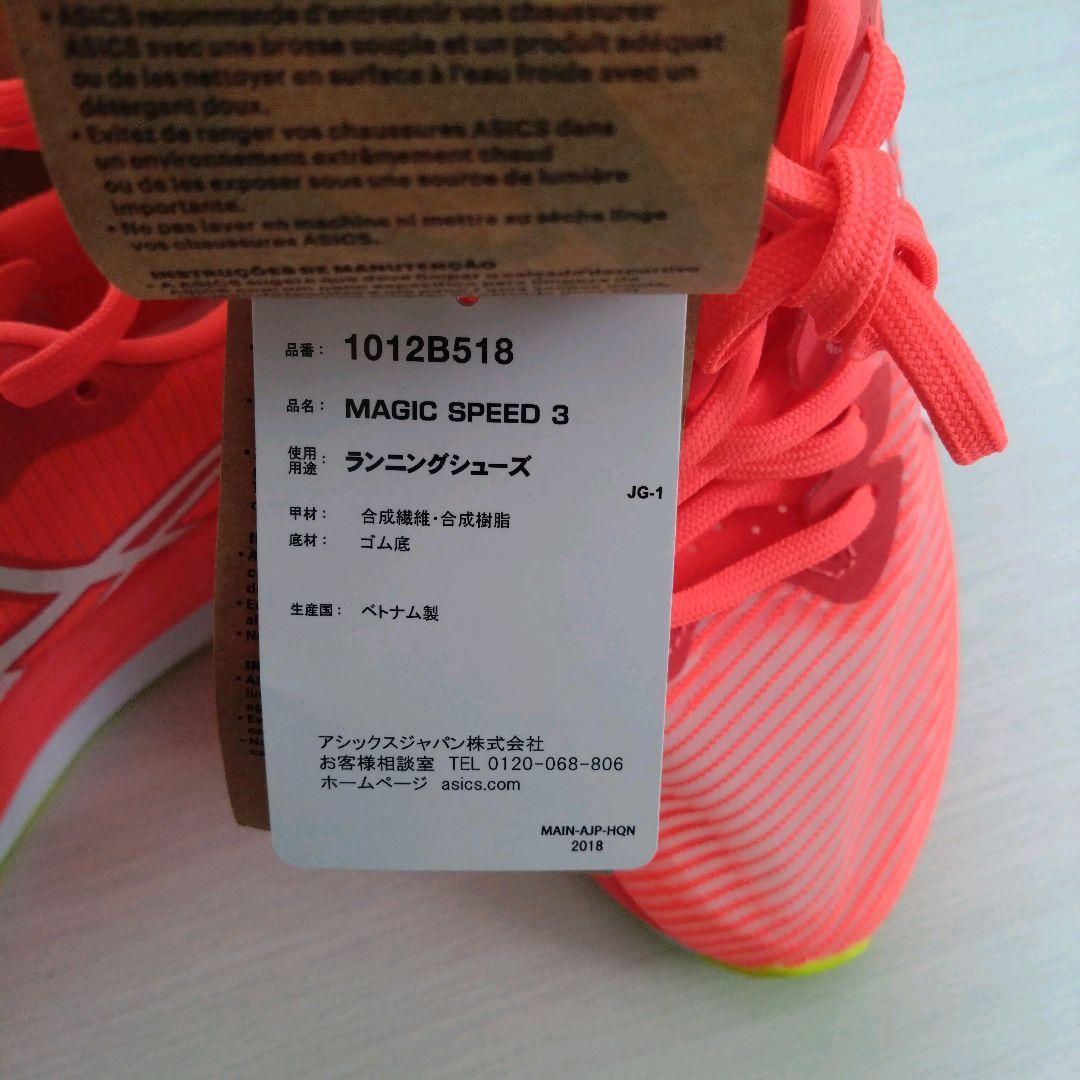 • ASICS recommande d'entretenir vos chaussures
ASICS avec une brosse souple et un produit adéquat
ou de les nettoyer en surface à l'eau froide avec un
détergent doux.
• Evitez de ranger vos chaussures ASICS dans
un environnement extrêmement chaud
ou de les exposer sous une source de lumière
importante.
• Ne pas laver en machine ni mettre au sèche linge
vos chaussures ASICS.
INSTRUÇÕES DE MANUTENÇÃO
品番: 1012B518
品名: MAGIC SPEED 3
使用用途: ランニングシューズ
JG-1
甲材: 合成繊維・合成樹脂
底材: ゴム底
生産国: ベトナム製
アシックスジャパン株式会社
お客様相談室 TEL 0120-068-806
ホームページ asics.com
MAIN-AJP-HQN
2018